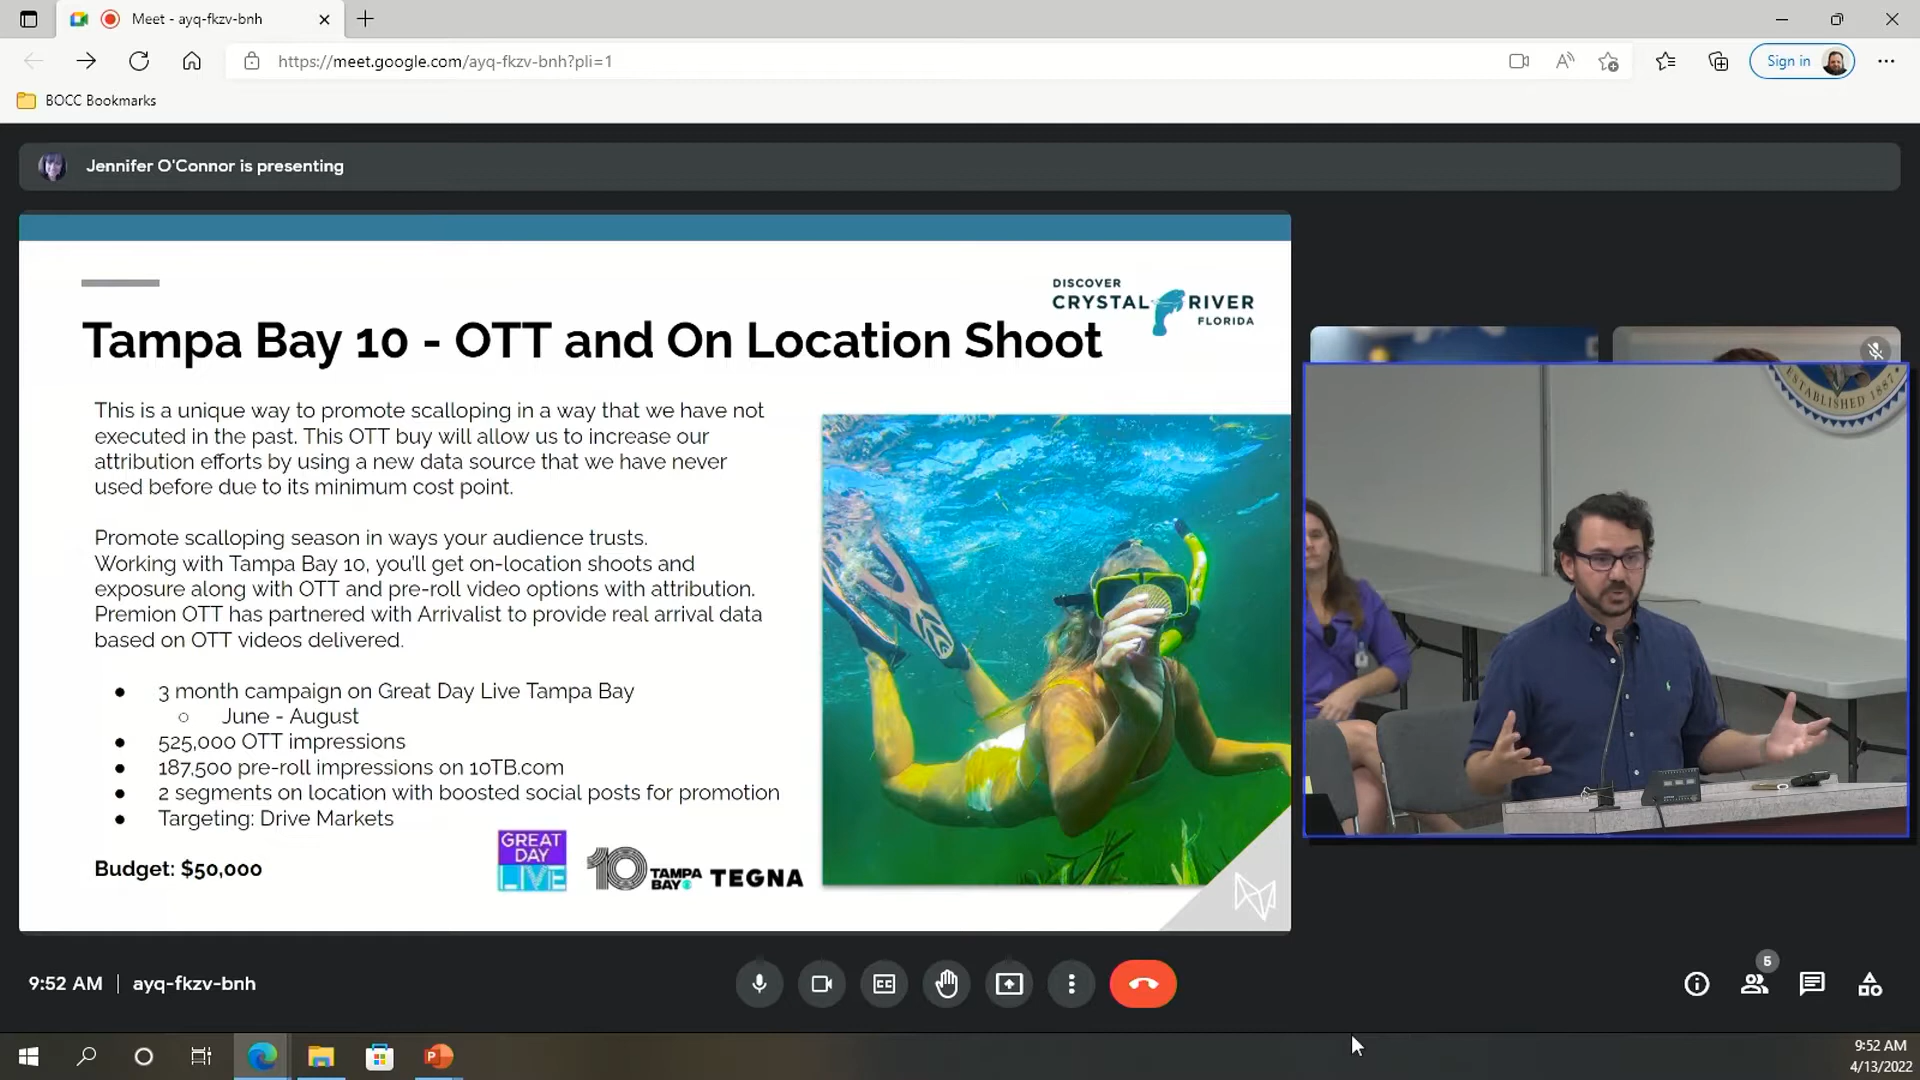 Meet - ayq-fkzv-bnh
https://meet.google.com/ayq-fkzv-bnh?pli=1
Sign in
BOCC Bookmarks
Jennifer O'Connor is presenting
DISCOVER
CRYSTAL RIVER
FLORIDA
Tampa Bay 10 - OTT and On Location Shoot
This is a unique way to promote scalloping in a way that we have not
executed in the past. This OTT buy will allow us to increase our
attribution efforts by using a new data source that we have never
used before due to its minimum cost point.
Promote scalloping season in ways your audience trusts.
Working with Tampa Bay 10, you'll get on-location shoots and
exposure along with OTT and pre-roll video options with attribution.
Premion OTT has partnered with Arrivalist to provide real arrival data
based on OTT videos delivered.
● 3 month campaign on Great Day Live Tampa Bay
○ June - August
● 525,000 OTT impressions
● 187,500 pre-roll impressions on 10TB.com
● 2 segments on location with boosted social posts for promotion
● Targeting: Drive Markets
Budget: $50,000
GREAT
DAY
LIVE
10 TAMPA
BAY
TEGNA
ESTABLISHED 1887
9:52 AM | ayq-fkzv-bnh
5
9:52 AM
4/13/2022